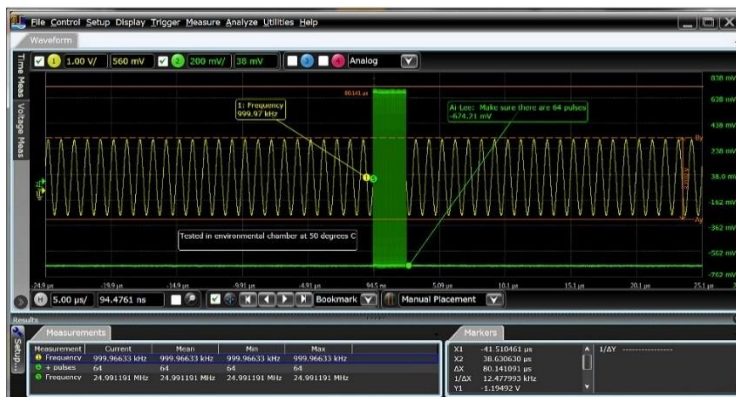 File Control Setup Display Trigger Measure Analyze Utilities Help
Waveform
1 1.00 V/ 560 mV 2 200 mV/ 38 mV 3 4 Analog
Time Meas
Voltage Meas
838 mV
80.141 µs
638 mV
1: Frequency
999.97 kHz
Ai-Lee: Make sure there are 64 pulses
-674.21 mV
438 mV
238 mV
38.0 mV
-162 mV
Tested in environmental chamber at 50 degrees C
-362 mV
-562 mV
-762 mV
-24.9 µs -19.9 µs -14.9 µs -9.91 µs -4.91 µs 94.5 ns 5.09 µs 10.1 µs 15.1 µs 20.1 µs 25.1 µs
H 5.00 µs/ 94.4761 ns Bookmark Manual Placement
Results
Setup...
Measurements
Measurement Current Mean Min Max
Frequency 999.96633 kHz 999.96633 kHz 999.96633 kHz 999.96633 kHz
+ pulses 64 64 64 64
Frequency 24.991191 MHz 24.991191 MHz 24.991191 MHz 24.991191 MHz
Markers
X1 -41.510461 µs
X2 38.630630 µs
ΔX 80.141091 µs
1/ΔX 12.477993 kHz
Y1 -1.19492 V
1/ΔY ---------------